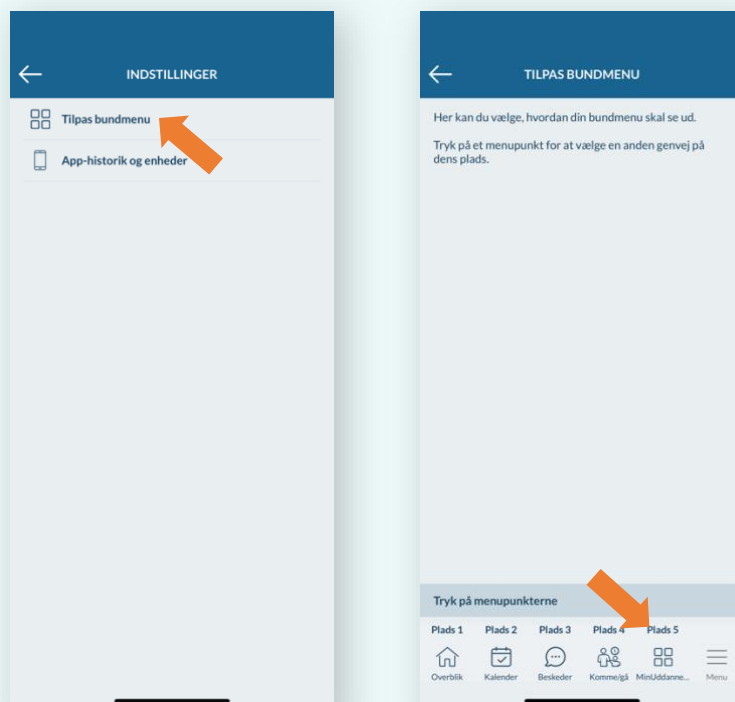 INDSTILLINGER
Tilpas bundmenu
App-historik og enheder
TILPAS BUNDMENU
Her kan du vælge, hvordan din bundmenu skal se ud.
Tryk på et menupunkt for at vælge en anden genvej på
dens plads.
Tryk på menupunkterne
Plads 1 Plads 2 Plads 3 Plads 4 Plads 5
Overblik Kalender Beskeder Komme/gå MinUddanne... Menu